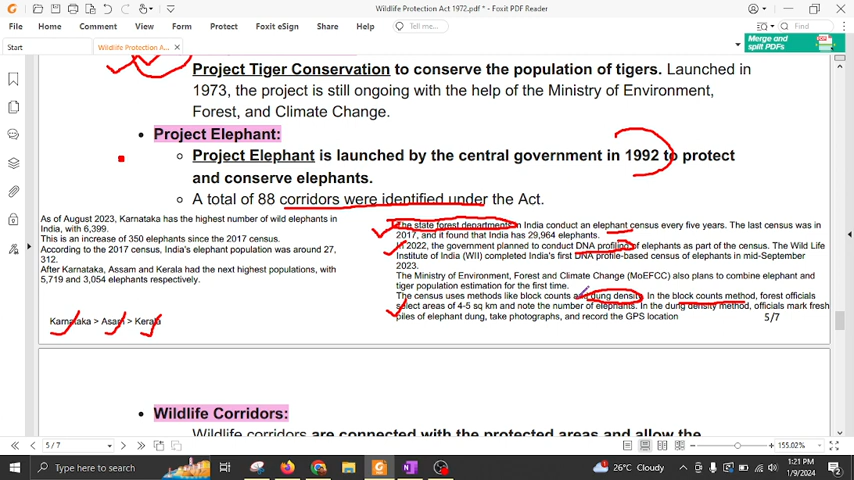 Wildlife Protection Act 1972.pdf * - Foxit PDF Reader
File Home Comment View Form Protect Foxit eSign Share Help Tell me... Find
Start Wildlife Protection A...
Merge and
split PDFs
Project Tiger Conservation to conserve the population of tigers. Launched in
1973, the project is still ongoing with the help of the Ministry of Environment,
Forest, and Climate Change.
• Project Elephant:
Project Elephant is launched by the central government in 1992 to protect
and conserve elephants.
A total of 88 corridors were identified under the Act.
As of August 2023, Karnataka has the highest number of wild elephants in
India, with 6,399.
This is an increase of 350 elephants since the 2017 census.
According to the 2017 census, India's elephant population was around 27,
312.
After Karnataka, Assam and Kerala had the next highest populations, with
5,719 and 3,054 elephants respectively.
Karnataka > Asam > Kerala
The state forest departments in India conduct an elephant census every five years. The last census was in
2017, and it found that India has 29,964 elephants.
In 2022, the government planned to conduct DNA profiling of elephants as part of the census. The Wild Life
Institute of India (WII) completed India's first DNA profile-based census of elephants in mid-September
2023.
The Ministry of Environment, Forest and Climate Change (MoEFCC) also plans to combine elephant and
tiger population estimation for the first time.
The census uses methods like block counts and dung density. In the block counts method, forest officials
select areas of 4-5 sq km and note the number of elephants. In the dung density method, officials mark fresh
piles of elephant dung, take photographs, and record the GPS location
5/7
• Wildlife Corridors:
Wildlife corridors are connected with the protected areas and allow the
5 / 7 155.02%
Type here to search 26°C Cloudy 1:21 PM
1/9/2024